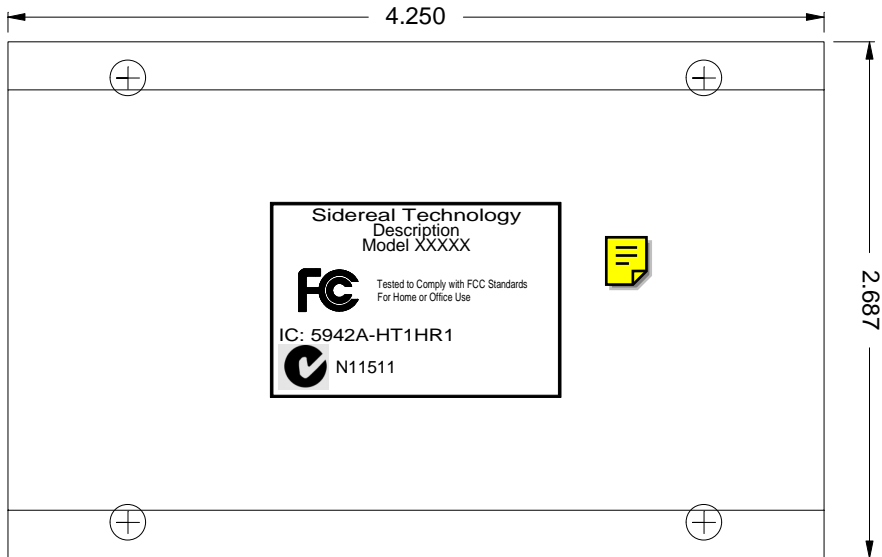 4.250
Sidereal Technology
Description
Model XXXXX
FC
Tested to Comply with FCC Standards
For Home or Office Use
IC: 5942A-HT1HR1
N11511
2.687